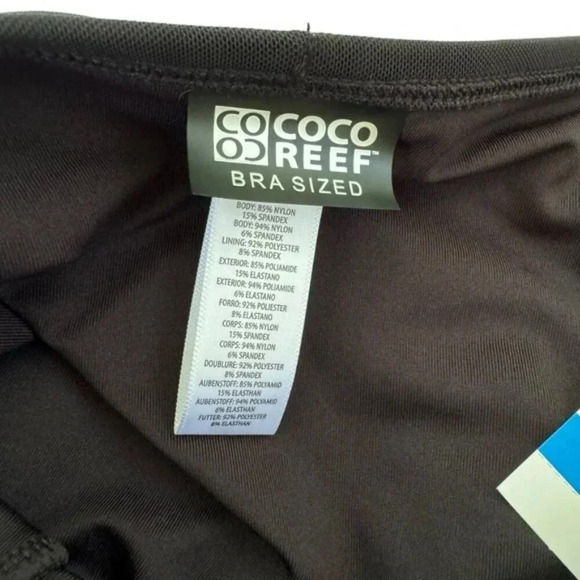 COCO
REEF™
BRA SIZED
BODY: 85% NYLON
15% SPANDEX
BODY: 94% NYLON
6% SPANDEX
LINING: 92% POLYESTER
8% SPANDEX
EXTERIOR: 85% POLIAMIDE
15% ELASTANO
EXTERIOR: 94% POLIAMIDE
6% ELASTANO
FORRO: 92% POLIESTER
8% ELASTANO
CORPS: 85% NYLON
15% SPANDEX
CORPS: 94% NYLON
6% SPANDEX
DOUBLURE: 92% POLYESTER
8% SPANDEX
AUBENSTOFF: 85% POLYAMID
15% ELASTHAN
AUBENSTOFF: 94% POLYAMID
6% ELASTHAN
FUTTER: 92% POLYESTER
8% ELASTHAN